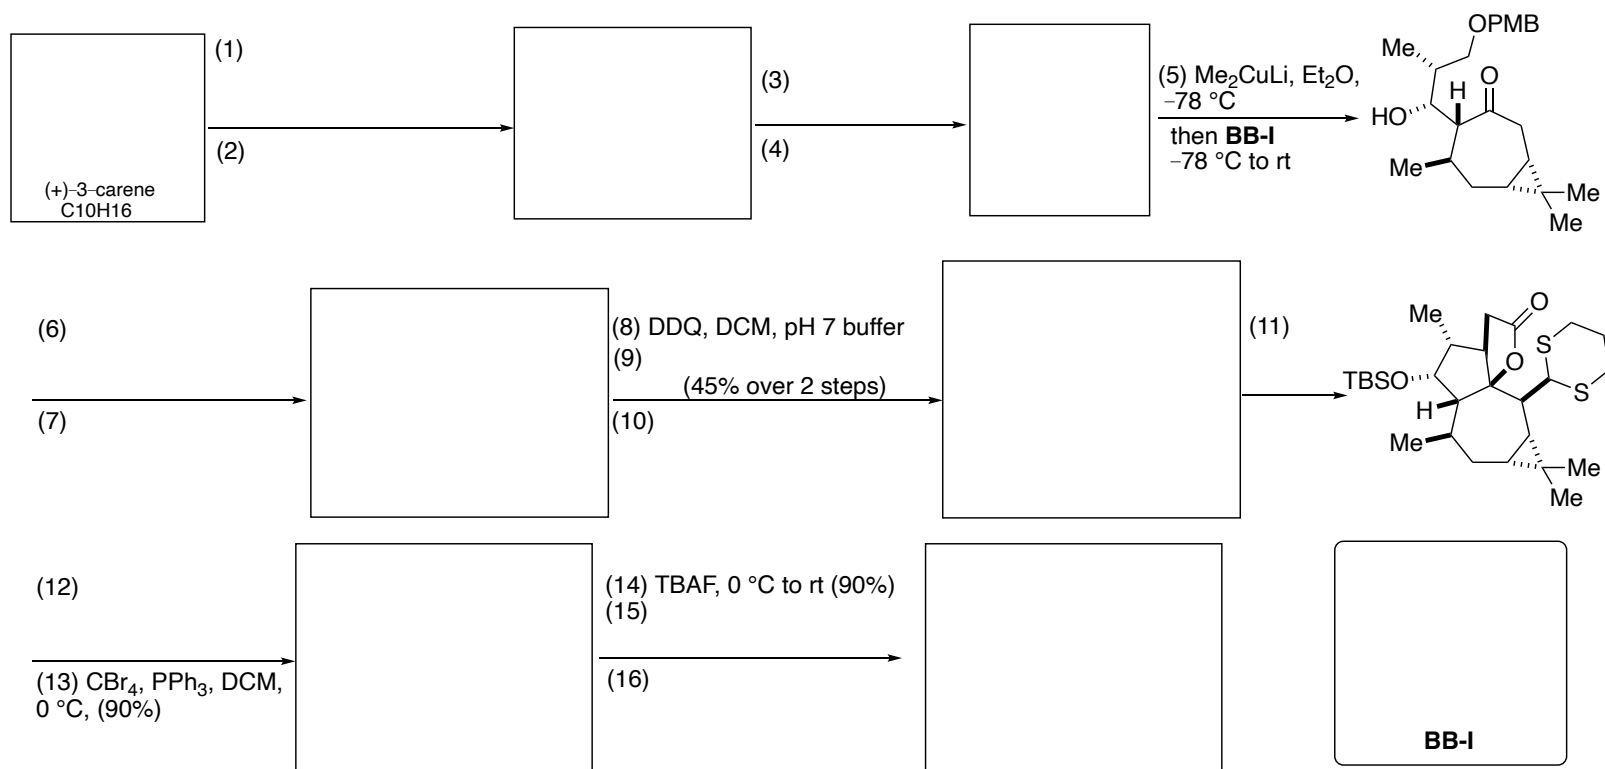 (+)–3–carene
C10H16
(1)
(2)
(3)
(4)
(5) Me2CuLi, Et2O,
–78 °C
then BB-I
–78 °C to rt
OPMB
Me
O
H
HO
Me
Me
Me
(6)
(7)
(8) DDQ, DCM, pH 7 buffer
(9)
(45% over 2 steps)
(10)
(11)
O
Me
S
O
TBSO
S
H
Me
Me
Me
(12)
(13) CBr4, PPh3, DCM,
0 °C, (90%)
(14) TBAF, 0 °C to rt (90%)
(15)
(16)
BB-I